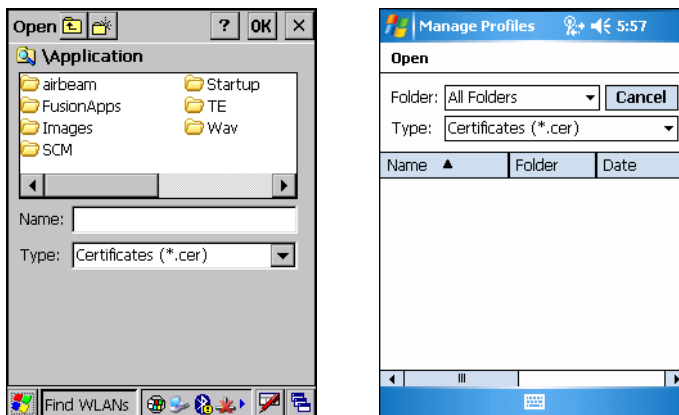 Open ? OK ×
\Application
airbeam Startup
FusionApps TE
Images Wav
SCM
Name:
Type: Certificates (*.cer)
Find WLANs
Manage Profiles 5:57
Open
Folder: All Folders Cancel
Type: Certificates (*.cer)
Name Folder Date